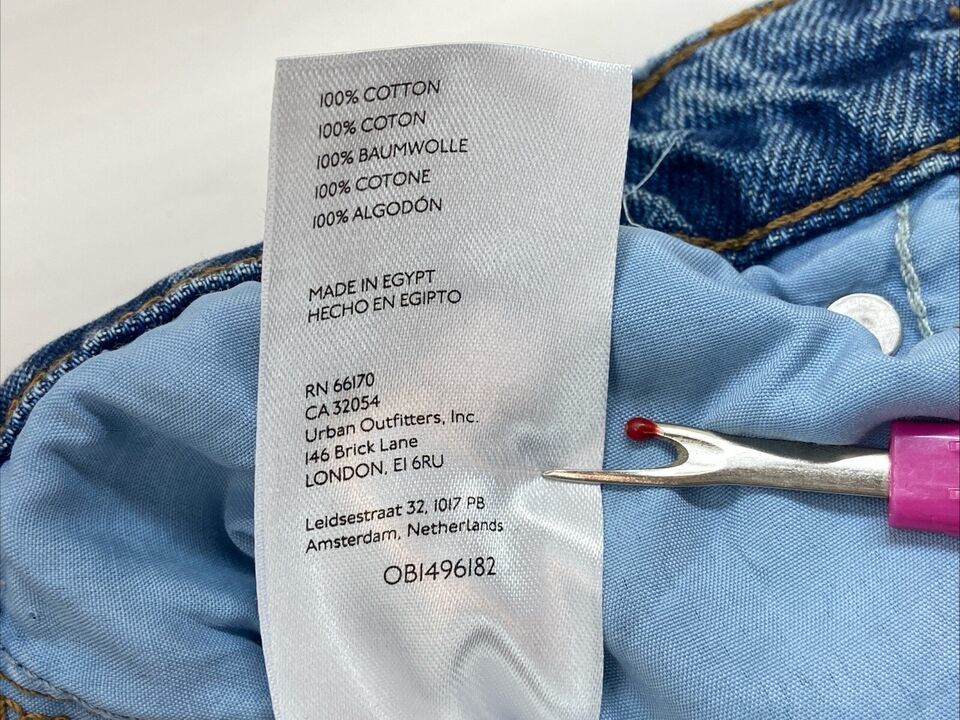 100% COTTON
100% COTON
100% BAUMWOLLE
100% COTONE
100% ALGODÓN
MADE IN EGYPT
HECHO EN EGIPTO
RN 66170
CA 32054
Urban Outfitters, Inc.
146 Brick Lane
LONDON, E1 6RU
Leidsestraat 32, 1017 PB
Amsterdam, Netherlands
OB1496182